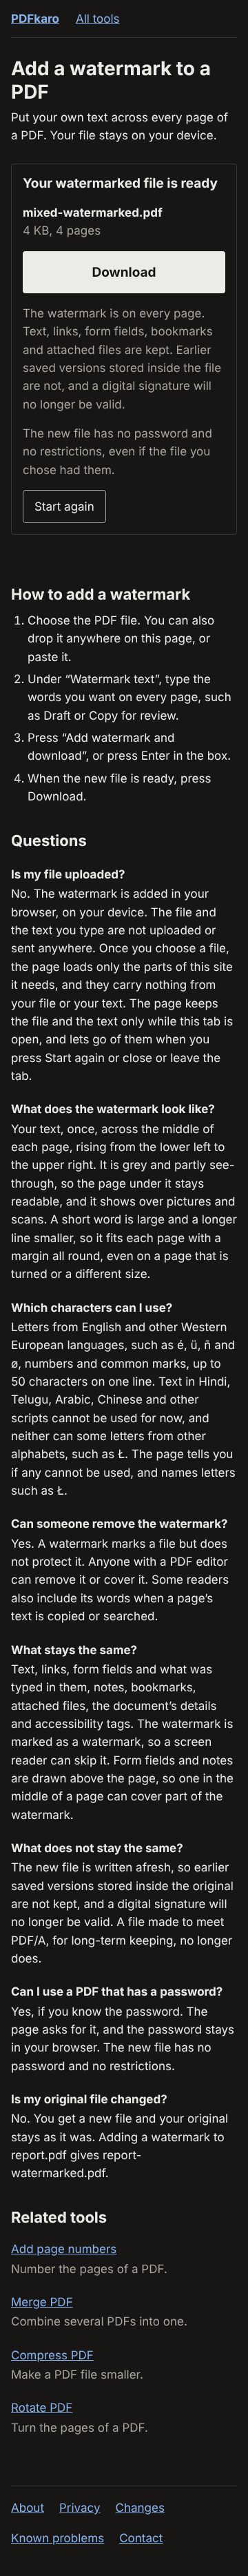 PDFkaro All tools
Add a watermark to a
PDF
Put your own text across every page of
a PDF. Your file stays on your device.
Your watermarked file is ready
mixed-watermarked.pdf
4 KB, 4 pages
Download
The watermark is on every page.
Text, links, form fields, bookmarks
and attached files are kept. Earlier
saved versions stored inside the file
are not, and a digital signature will
no longer be valid.
The new file has no password and
no restrictions, even if the file you
chose had them.
Start again
How to add a watermark
1. Choose the PDF file. You can also
drop it anywhere on this page, or
paste it.
2. Under “Watermark text”, type the
words you want on every page, such
as Draft or Copy for review.
3. Press “Add watermark and
download”, or press Enter in the box.
4. When the new file is ready, press
Download.
Questions
Is my file uploaded?
No. The watermark is added in your
browser, on your device. The file and
the text you type are not uploaded or
sent anywhere. Once you choose a file,
the page loads only the parts of this site
it needs, and they carry nothing from
your file or your text. The page keeps
the file and the text only while this tab is
open, and lets go of them when you
press Start again or close or leave the
tab.
What does the watermark look like?
Your text, once, across the middle of
each page, rising from the lower left to
the upper right. It is grey and partly see-
through, so the page under it stays
readable, and it shows over pictures and
scans. A short word is large and a longer
line smaller, so it fits each page with a
margin all round, even on a page that is
turned or a different size.
Which characters can I use?
Letters from English and other Western
European languages, such as é, ü, ñ and
ø, numbers and common marks, up to
50 characters on one line. Text in Hindi,
Telugu, Arabic, Chinese and other
scripts cannot be used for now, and
neither can some letters from other
alphabets, such as Ł. The page tells you
if any cannot be used, and names letters
such as Ł.
Can someone remove the watermark?
Yes. A watermark marks a file but does
not protect it. Anyone with a PDF editor
can remove it or cover it. Some readers
also include its words when a page’s
text is copied or searched.
What stays the same?
Text, links, form fields and what was
typed in them, notes, bookmarks,
attached files, the document’s details
and accessibility tags. The watermark is
marked as a watermark, so a screen
reader can skip it. Form fields and notes
are drawn above the page, so one in the
middle of a page can cover part of the
watermark.
What does not stay the same?
The new file is written afresh, so earlier
saved versions stored inside the original
are not kept, and a digital signature will
no longer be valid. A file made to meet
PDF/A, for long-term keeping, no longer
does.
Can I use a PDF that has a password?
Yes, if you know the password. The
page asks for it, and the password stays
in your browser. The new file has no
password and no restrictions.
Is my original file changed?
No. You get a new file and your original
stays as it was. Adding a watermark to
report.pdf gives report-
watermarked.pdf.
Related tools
Add page numbers
Number the pages of a PDF.
Merge PDF
Combine several PDFs into one.
Compress PDF
Make a PDF file smaller.
Rotate PDF
Turn the pages of a PDF.
About Privacy Changes
Known problems Contact